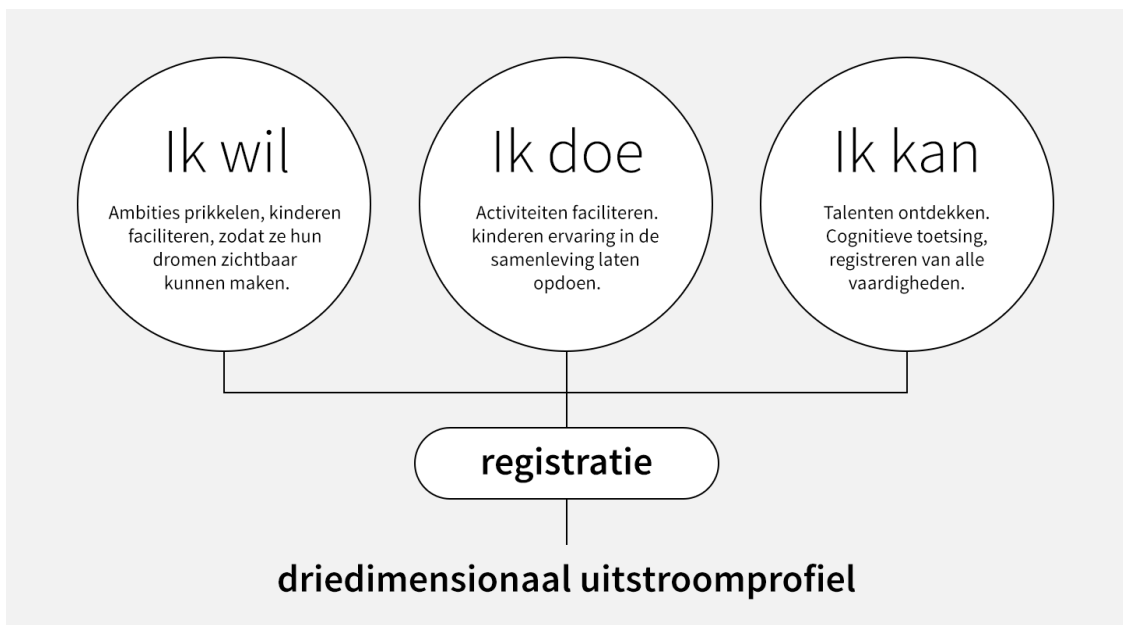 Ik wil
Ambities prikkelen, kinderen
faciliteren, zodat ze hun
dromen zichtbaar
kunnen maken.
Ik doe
Activiteiten faciliteren.
kinderen ervaring in de
samenleving laten
opdoen.
Ik kan
Talenten ontdekken.
Cognitieve toetsing,
registreren van alle
vaardigheden.
registratie
driedimensionaal uitstroomprofiel